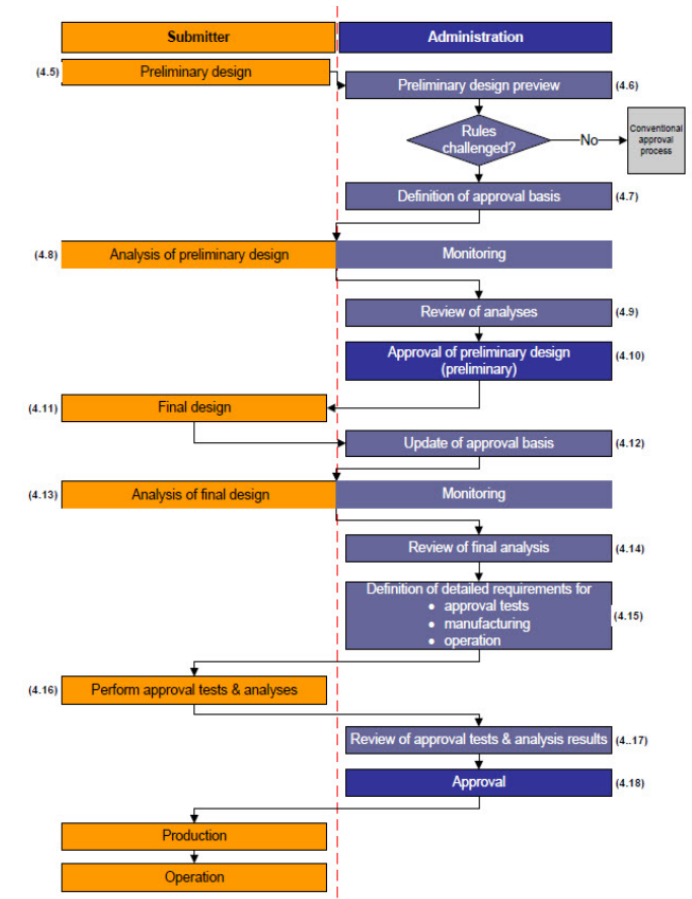 Submitter
Administration
(4.5)
Preliminary design
Preliminary design preview
(4.6)
Rules
challenged?
No
Conventional
approval
process
Definition of approval basis
(4.7)
(4.8)
Analysis of preliminary design
Monitoring
Review of analyses
(4.9)
Approval of preliminary design
(preliminary)
(4.10)
(4.11)
Final design
Update of approval basis
(4.12)
(4.13)
Analysis of final design
Monitoring
Review of final analysis
(4.14)
Definition of detailed requirements for
• approval tests
• manufacturing
• operation
(4.15)
(4.16)
Perform approval tests & analyses
Review of approval tests & analysis results
(4..17)
Approval
(4.18)
Production
Operation